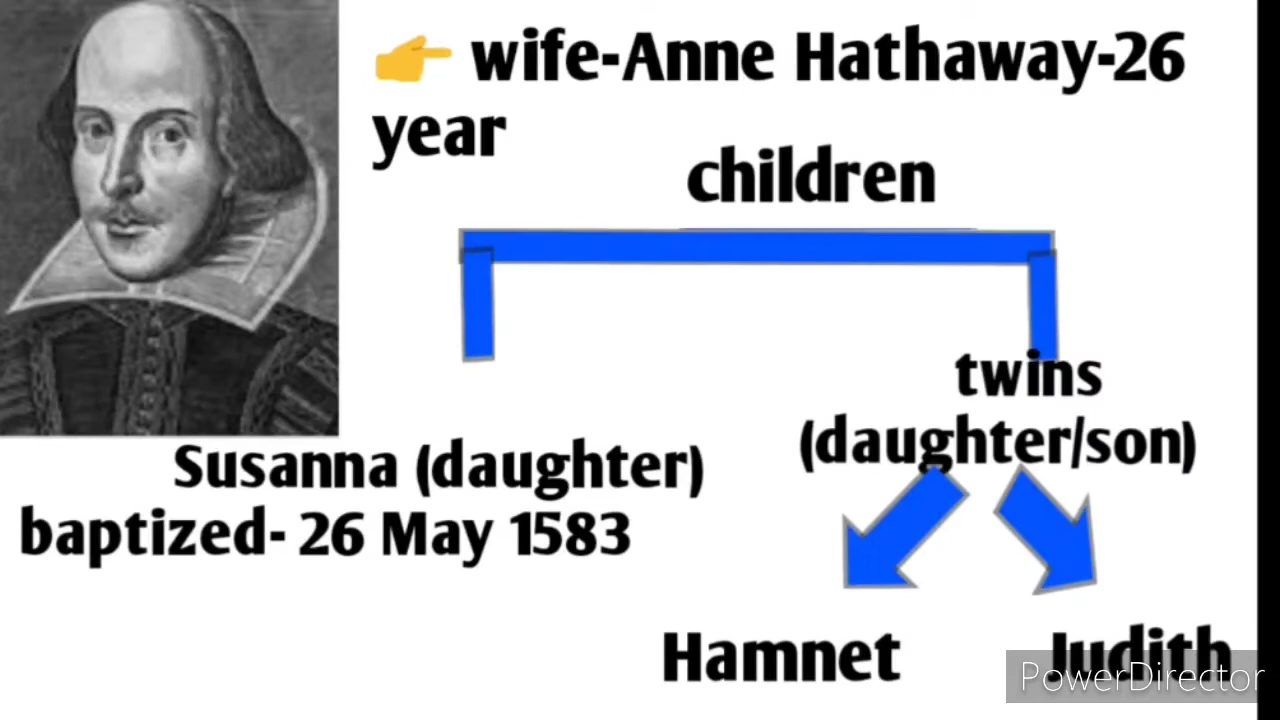 👉 wife-Anne Hathaway-26
year
children
twins
(daughter/son)
Susanna (daughter)
baptized- 26 May 1583
Hamnet
Judith
PowerDirector